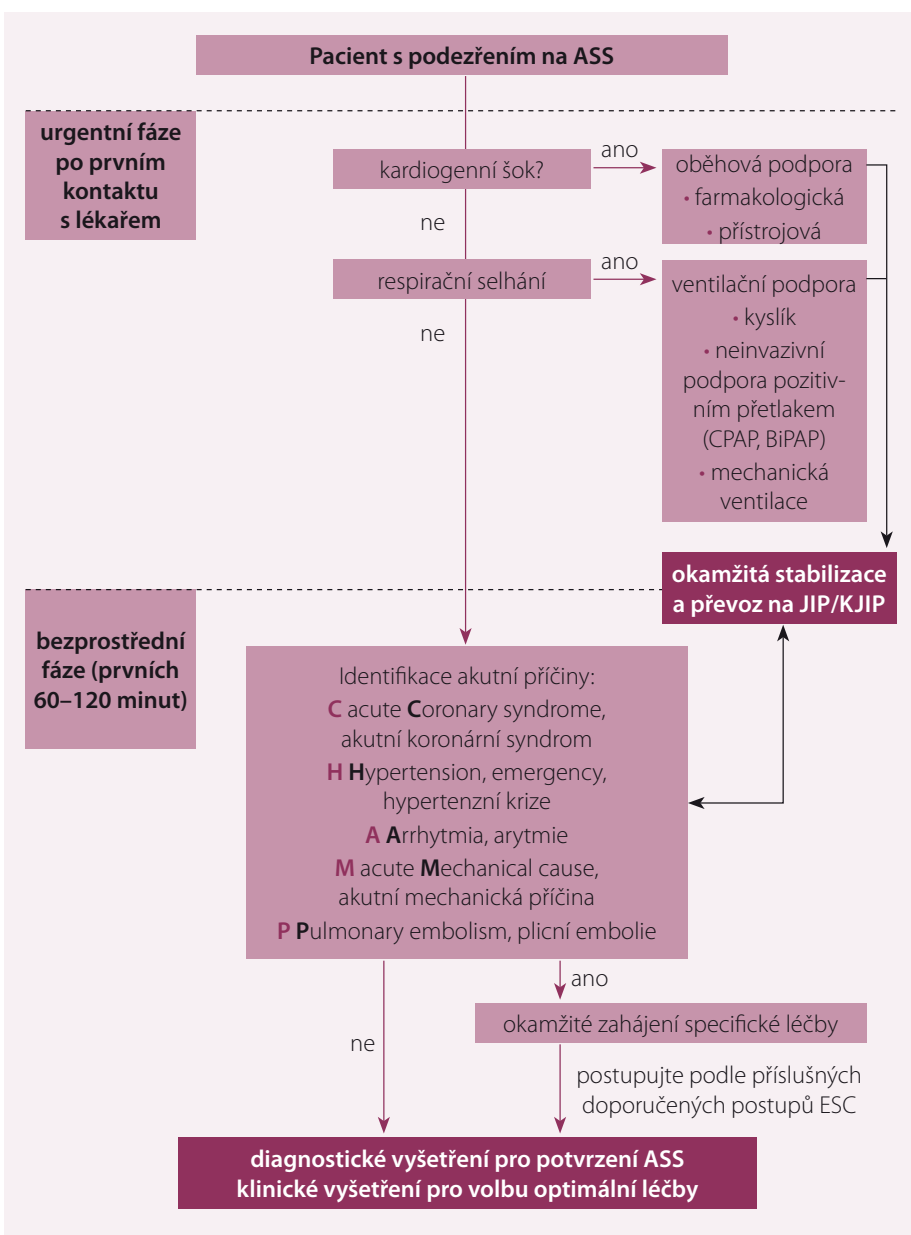 Pacient s podezřením na ASS
urgentní fáze
po prvním
kontaktu
s lékařem
kardiogenní šok?
ano
oběhová podpora
• farmakologická
• přístrojová
ne
respirační selhání
ano
ventilační podpora
• kyslík
• neinvazivní
podpora pozitiv-
ním přetlakem
(CPAP, BiPAP)
• mechanická
ventilace
ne
okamžitá stabilizace
a převoz na JIP/KJIP
bezprostřední
fáze (prvních
60–120 minut)
Identifikace akutní příčiny:
C acute Coronary syndrome,
akutní koronární syndrom
H Hypertension, emergency,
hypertenzní krize
A Arrhytmia, arytmie
M acute Mechanical cause,
akutní mechanická příčina
P Pulmonary embolism, plicní embolie
ano
okamžité zahájení specifické léčby
ne
postupujte podle příslušných
doporučených postupů ESC
diagnostické vyšetření pro potvrzení ASS
klinické vyšetření pro volbu optimální léčby